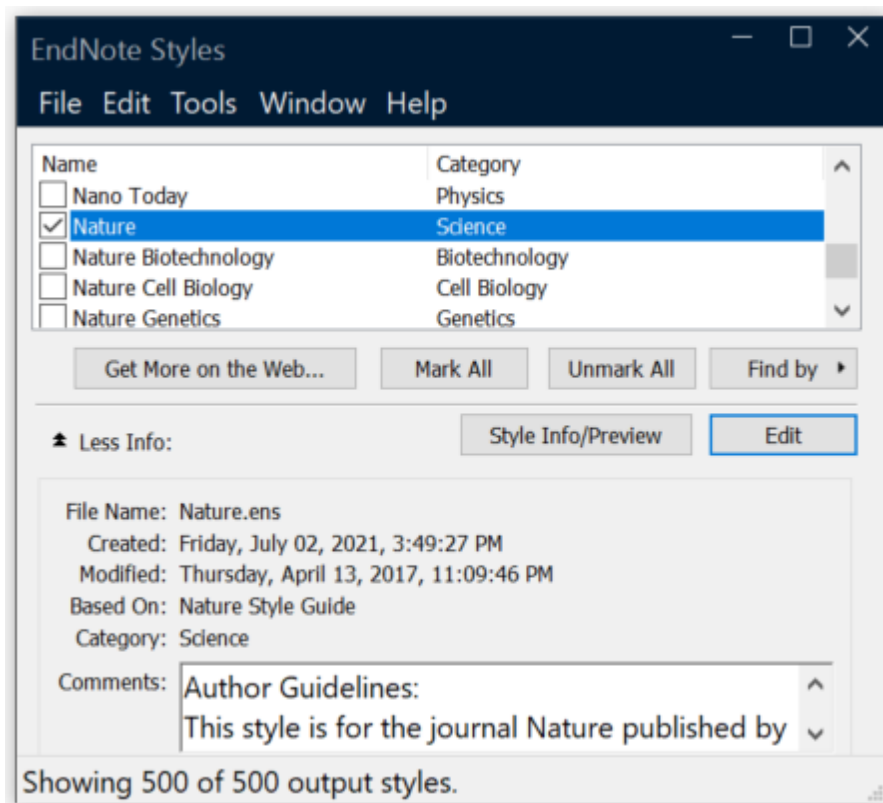 EndNote Styles
File Edit Tools Window Help
Name Category
Nano Today Physics
Nature Science
Nature Biotechnology Biotechnology
Nature Cell Biology Cell Biology
Nature Genetics Genetics
Get More on the Web... Mark All Unmark All Find by
Less Info: Style Info/Preview Edit
File Name: Nature.ens
Created: Friday, July 02, 2021, 3:49:27 PM
Modified: Thursday, April 13, 2017, 11:09:46 PM
Based On: Nature Style Guide
Category: Science
Comments: Author Guidelines:
This style is for the journal Nature published by
Showing 500 of 500 output styles.